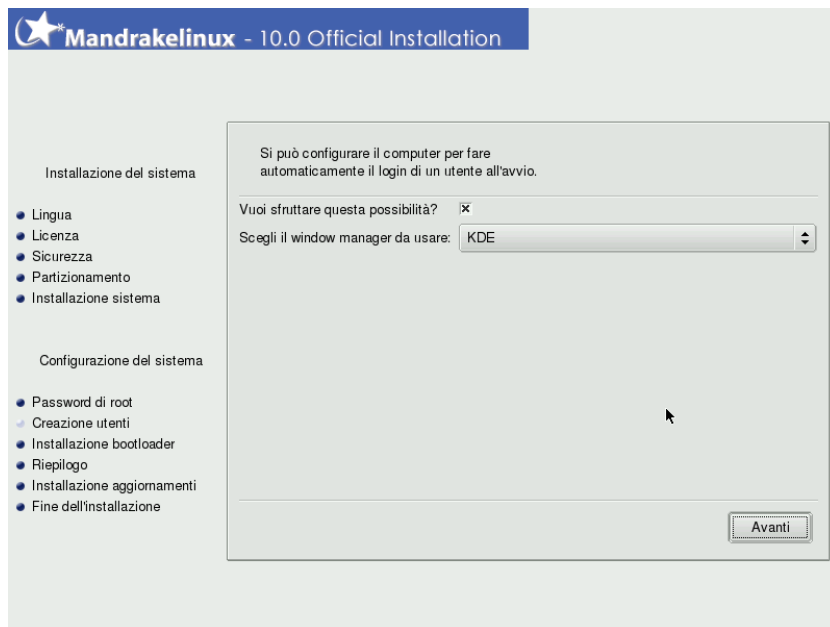 Mandrakelinux - 10.0 Official Installation
Installazione del sistema
Lingua
Licenza
Sicurezza
Partizionamento
Installazione sistema
Configurazione del sistema
Password di root
Creazione utenti
Installazione bootloader
Riepilogo
Installazione aggiornamenti
Fine dell'installazione
Si può configurare il computer per fare
automaticamente il login di un utente all'avvio.
Vuoi sfruttare questa possibilità?
Scegli il window manager da usare: KDE
Avanti